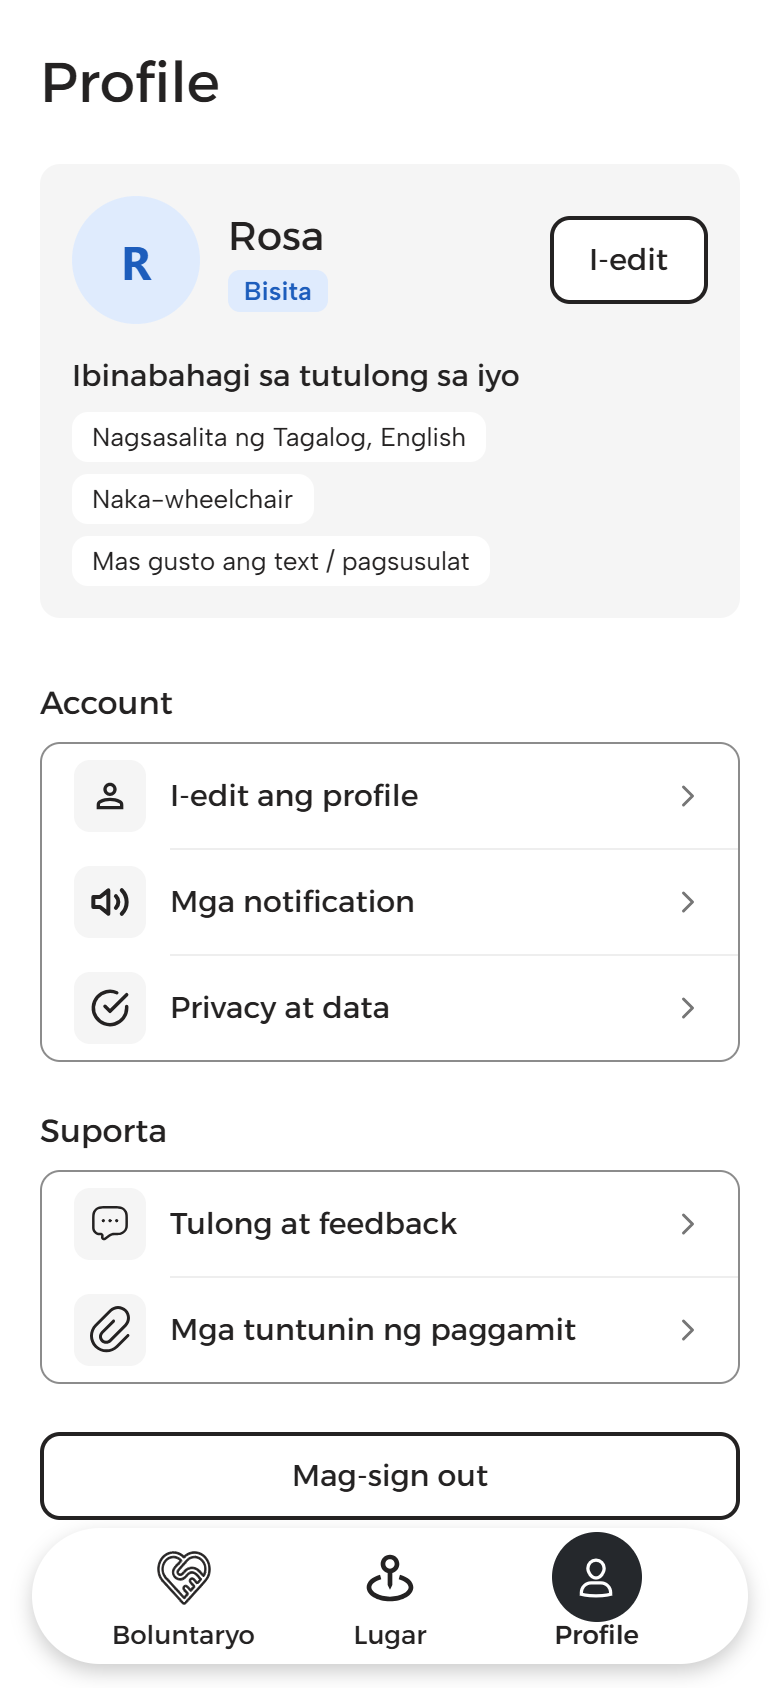 Profile
R
Rosa
Bisita
I-edit
Ibinabahagi sa tutulong sa iyo
Nagsasalita ng Tagalog, English
Naka-wheelchair
Mas gusto ang text / pagsusulat
Account
I-edit ang profile
Mga notification
Privacy at data
Suporta
Tulong at feedback
Mga tuntunin ng paggamit
Mag-sign out
Boluntaryo
Lugar
Profile